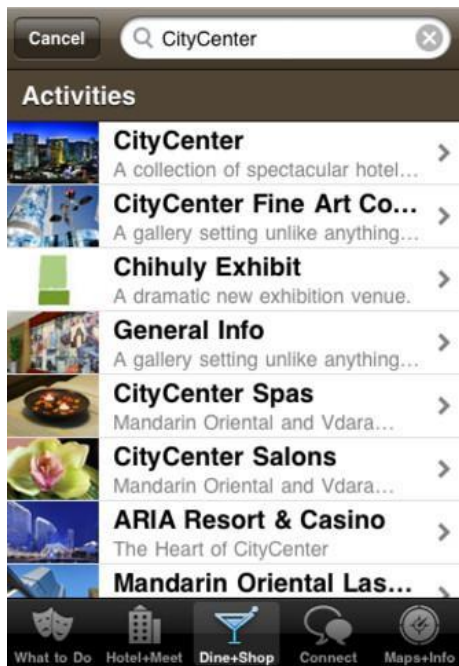 Cancel
CityCenter
Activities
CityCenter
A collection of spectacular hotel...
CityCenter Fine Art Co...
A gallery setting unlike anything...
Chihuly Exhibit
A dramatic new exhibition venue.
General Info
A gallery setting unlike anything...
CityCenter Spas
Mandarin Oriental and Vdara...
CityCenter Salons
Mandarin Oriental and Vdara...
ARIA Resort & Casino
The Heart of CityCenter
Mandarin Oriental Las...
What to Do Hotel+Meet Dine+Shop Connect Maps+Info